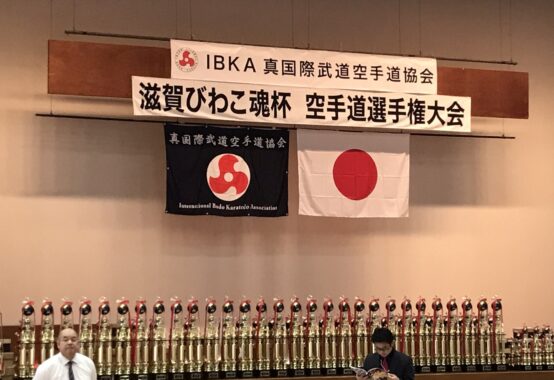 IBKA 真国際武道空手道協会
滋賀びわこ魂杯 空手道選手権大会
真国際武道空手道協会
International Budo Karatedo Association